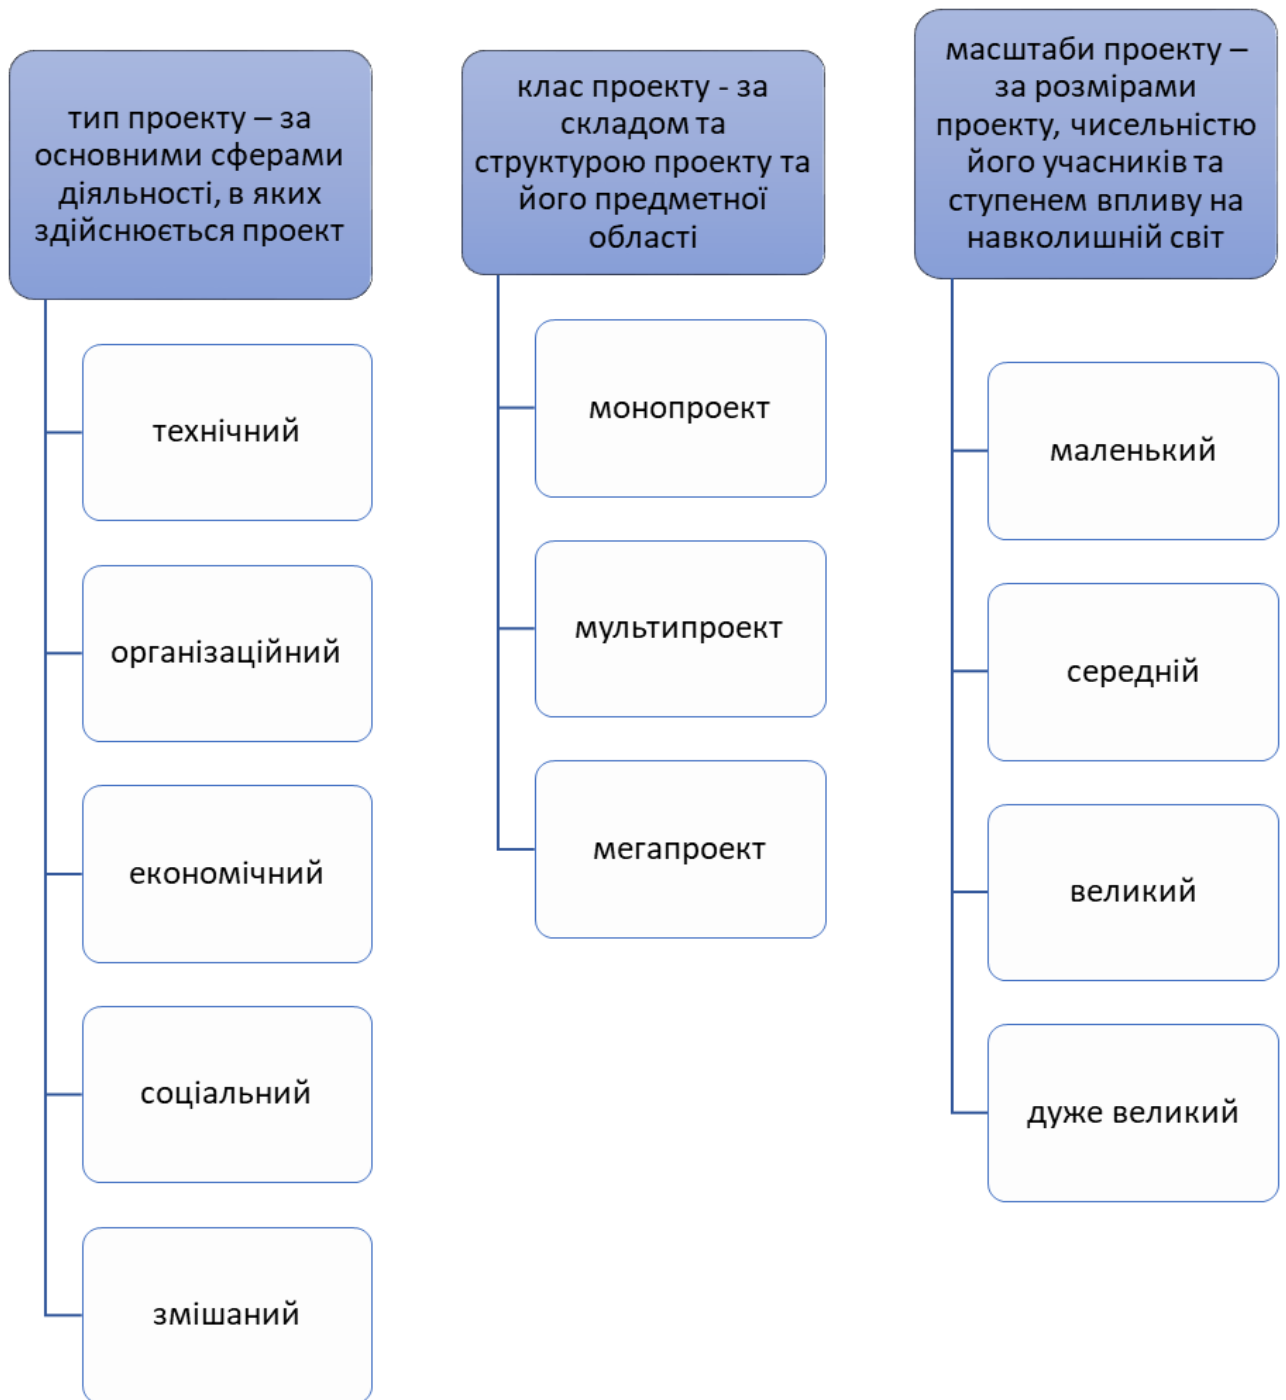 тип проекту – за
основними сферами
діяльності, в яких
здійснюється проект
технічний
організаційний
економічний
соціальний
змішаний
клас проекту - за
складом та
структурою проекту та
його предметної
області
монопроект
мультипроект
мегапроект
масштаби проекту –
за розмірами
проекту, чисельністю
його учасників та
ступенем впливу на
навколишній світ
маленький
середній
великий
дуже великий